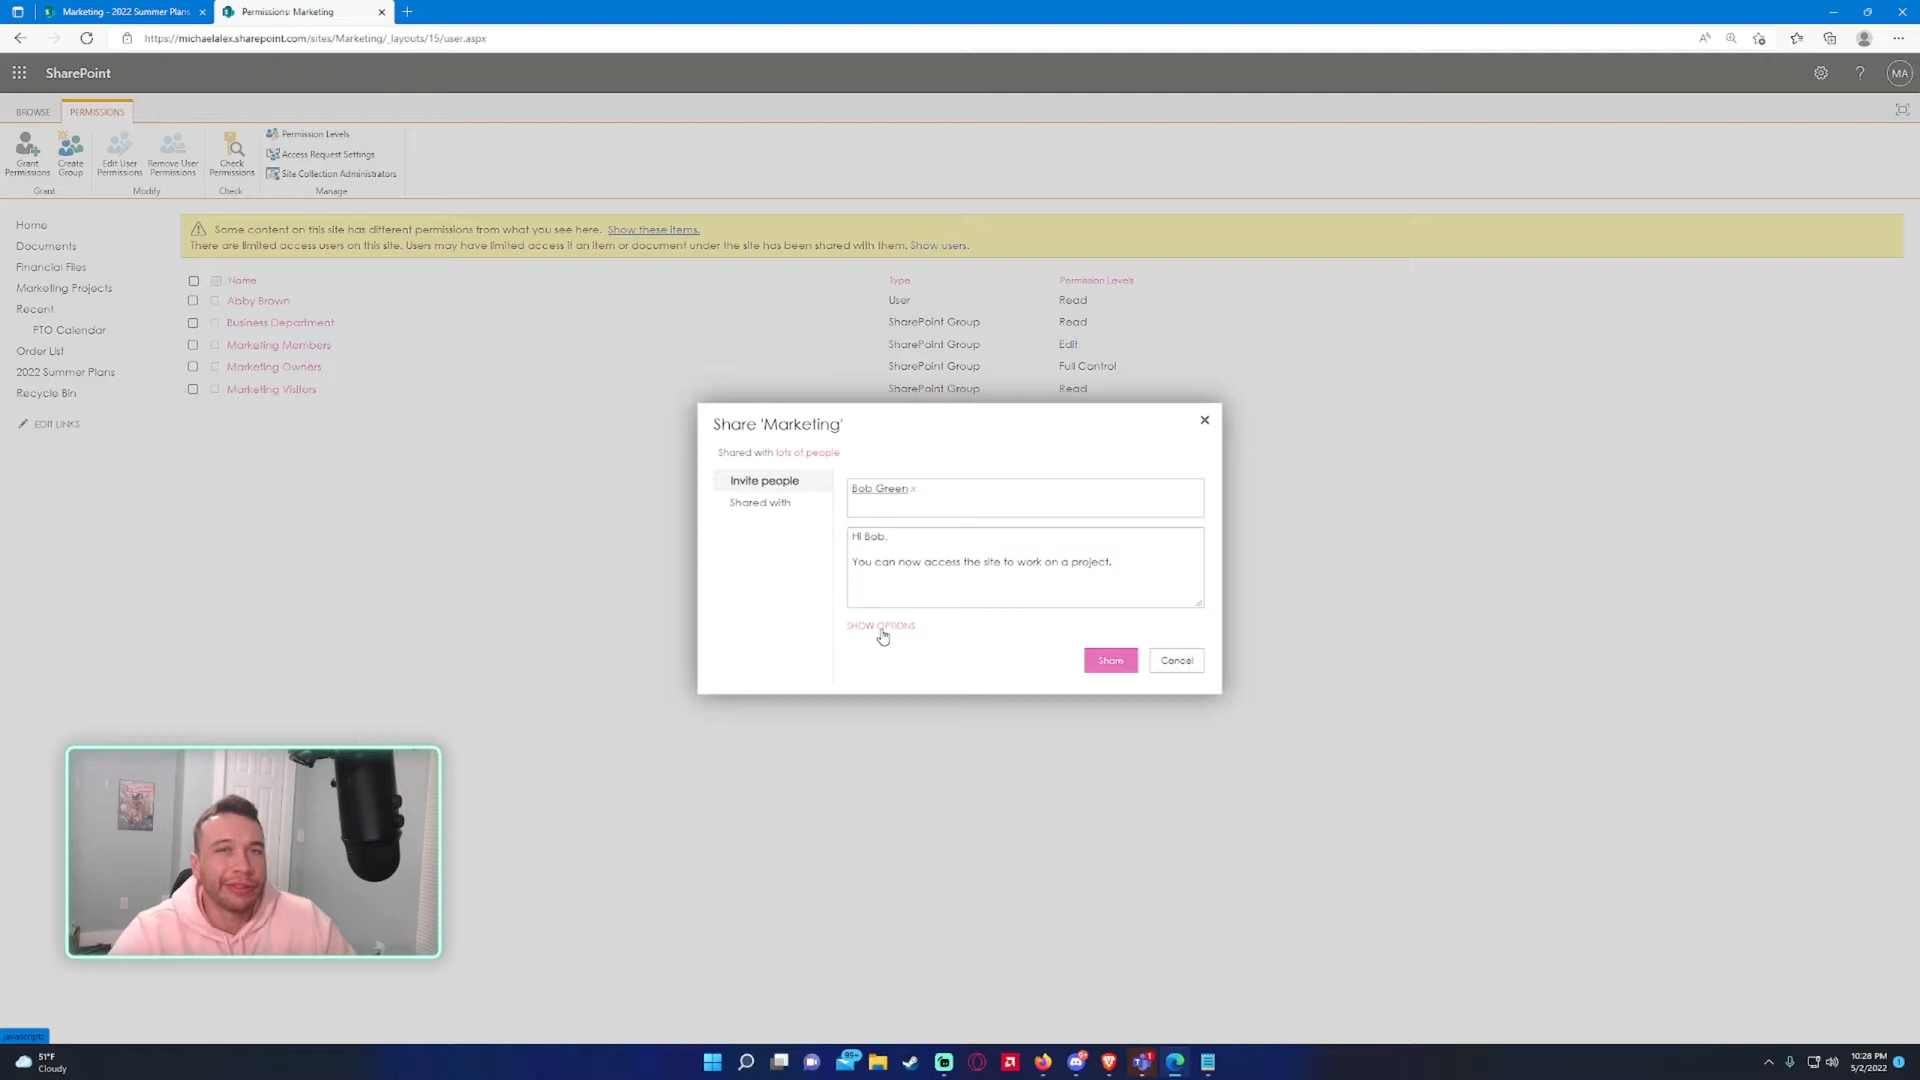 Marketing - 2022 Summer Plans
Permissions: Marketing
https://michaelalex.sharepoint.com/sites/Marketing/_layouts/15/user.aspx
SharePoint
MA
BROWSE PERMISSIONS
Grant Permissions
Create Group
Edit User Permissions
Remove User Permissions
Check Permissions
Permission Levels
Access Request Settings
Site Collection Administrators
Grant Modify Check Manage
Home
Documents
Financial Files
Marketing Projects
Recent
PTO Calendar
Order List
2022 Summer Plans
Recycle Bin
EDIT LINKS
Some content on this site has different permissions from what you see here. Show these items.
There are limited access users on this site. Users may have limited access if an item or document under the site has been shared with them. Show users.
Name Type Permission Levels
Abby Brown User Read
Business Department SharePoint Group Read
Marketing Members SharePoint Group Edit
Marketing Owners SharePoint Group Full Control
Marketing Visitors SharePoint Group Read
Share 'Marketing'
Shared with lots of people
Invite people
Shared with
Bob Green x
Hi Bob,
You can now access the site to work on a project.
SHOW OPTIONS
Share Cancel
51°F
Cloudy
99+
10:28 PM
5/2/2022